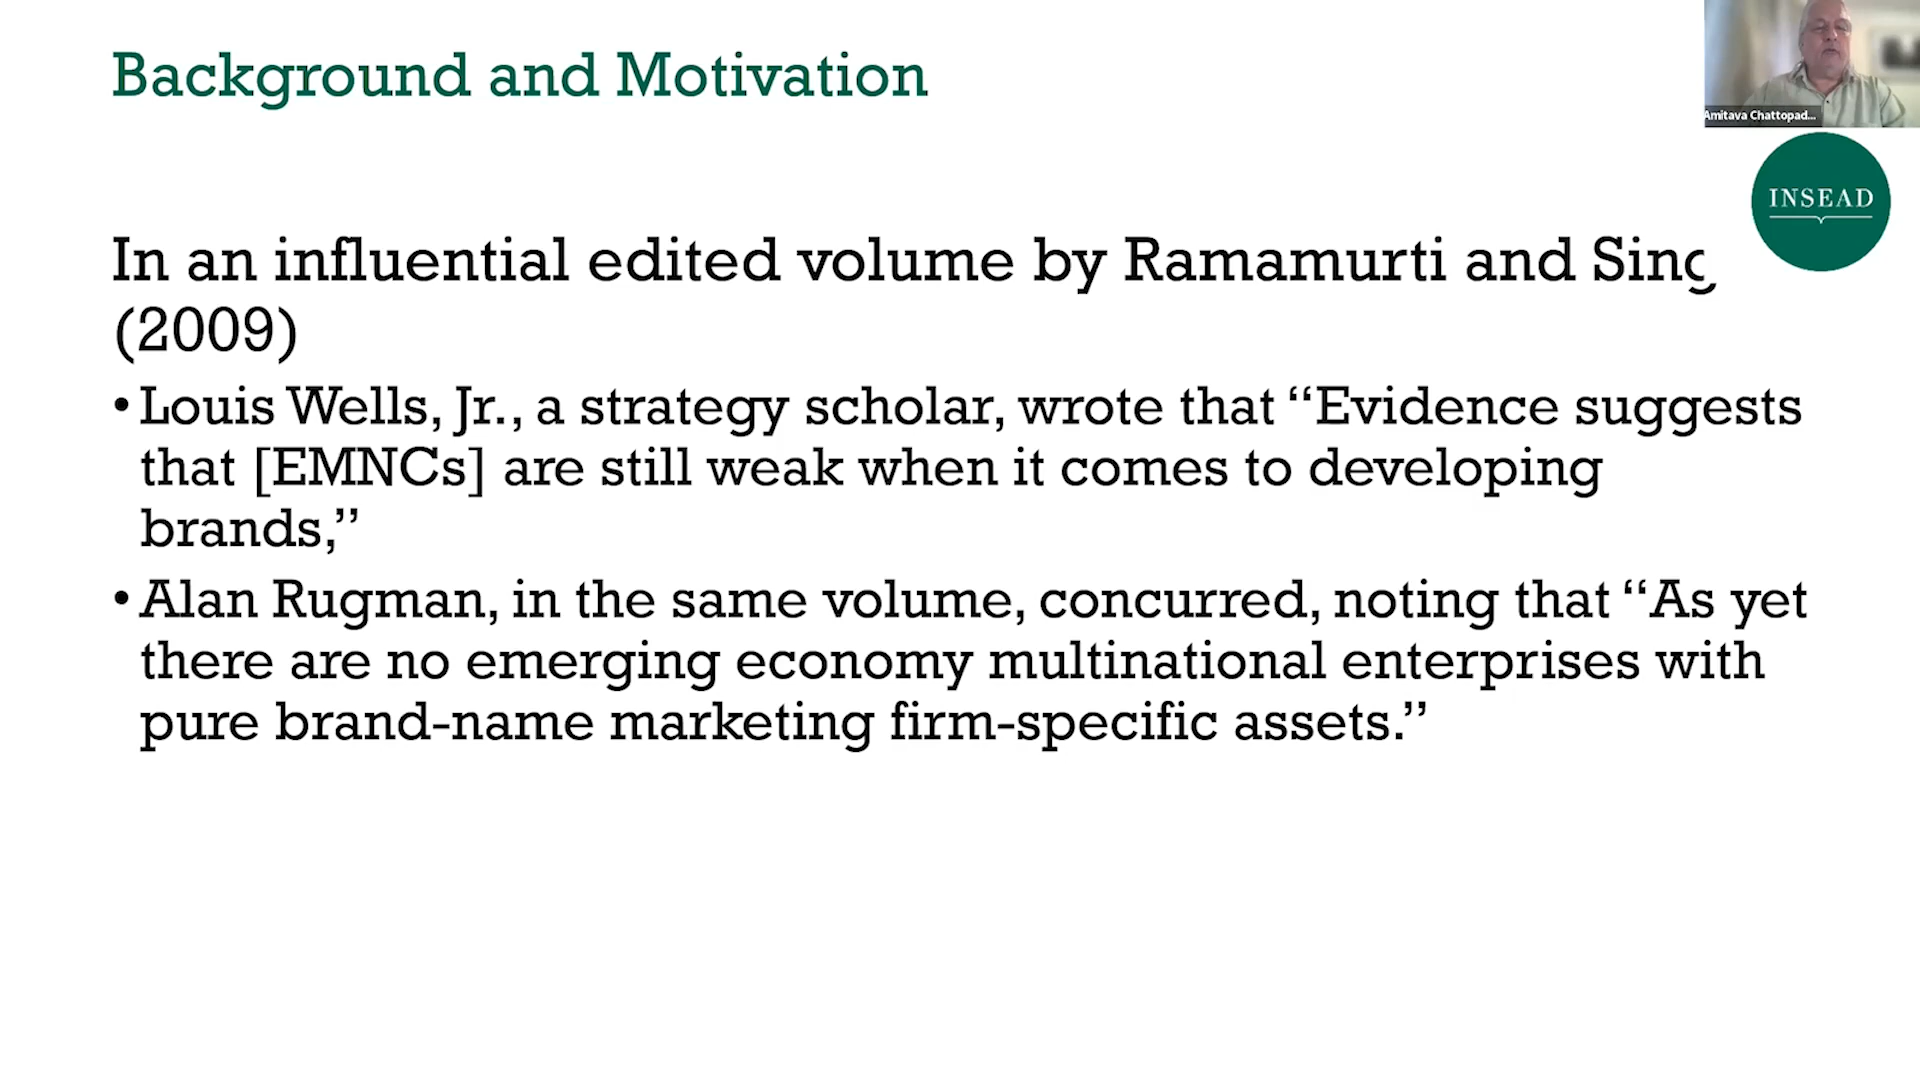 Background and Motivation
Amitava Chattopad...
INSEAD
In an influential edited volume by Ramamurti and
(2009)
•Louis Wells, Jr., a strategy scholar, wrote that “Evidence suggests
that [EMNCs] are still weak when it comes to developing
brands,”
•Alan Rugman, in the same volume, concurred, noting that “As yet
there are no emerging economy multinational enterprises with
pure brand-name marketing firm-specific assets.”